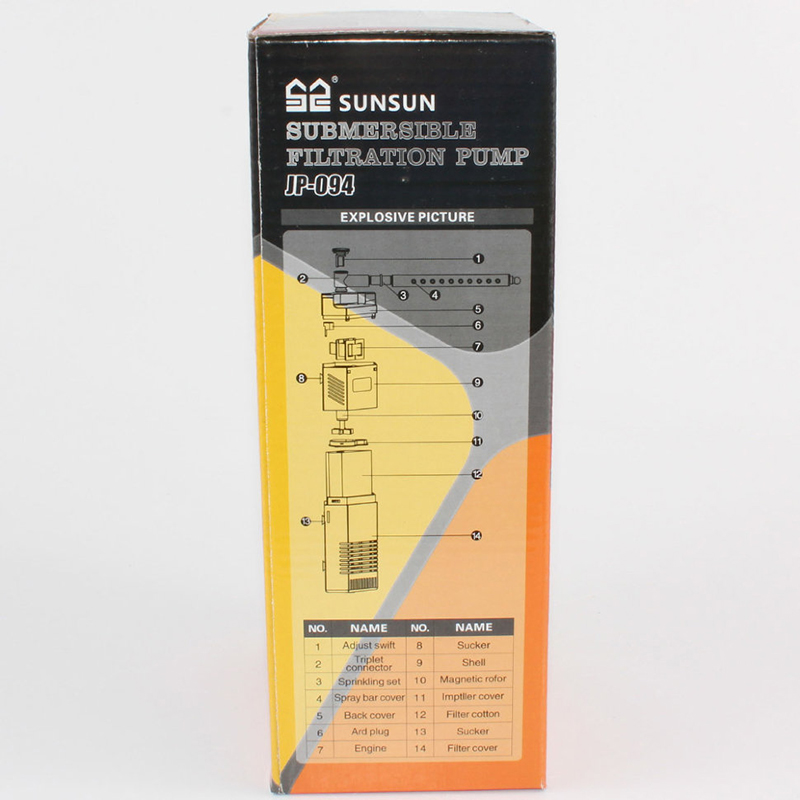 ® SUNSUN
SUBMERSIBLE
FILTRATION PUMP
JP-094
EXPLOSIVE PICTURE
1
2
3 4
5
6
7
8 9
10
11
12
13
14
NO. NAME NO. NAME
1 Adjust swift 8 Sucker
2 Triplet connector 9 Shell
3 Sprinkling set 10 Magnetic rofor
4 Spray bar cover 11 Imptller cover
5 Back cover 12 Filter cotton
6 Ard plug 13 Sucker
7 Engine 14 Filter cover